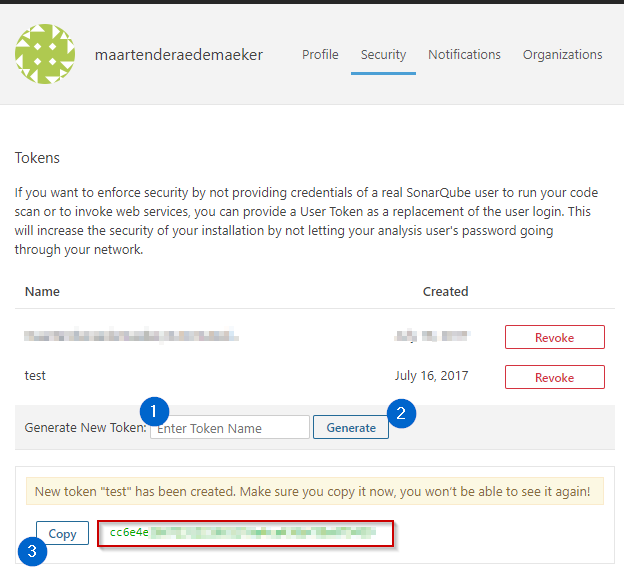 maartenderaedemaeker Profile Security Notifications Organizations
Tokens
If you want to enforce security by not providing credentials of a real SonarQube user to run your code
scan or to invoke web services, you can provide a User Token as a replacement of the user login. This
will increase the security of your installation by not letting your analysis user's password going
through your network.
Name Created
Revoke
test July 16, 2017 Revoke
1 2
Generate New Token: Enter Token Name Generate
New token "test" has been created. Make sure you copy it now, you won't be able to see it again!
Copy cc6e4e
3